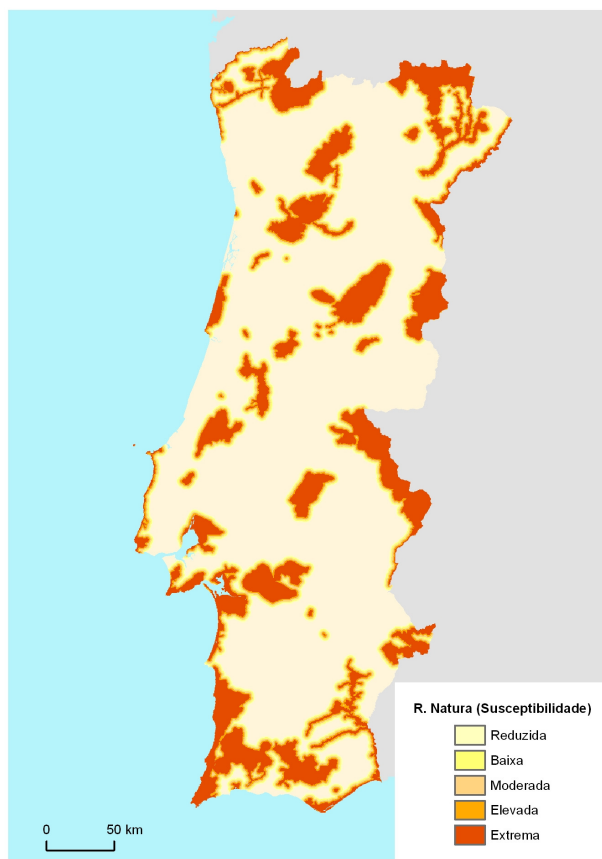 R. Natura (Susceptibilidade)
Reduzida
Baixa
Moderada
Elevada
Extrema
0 50 km